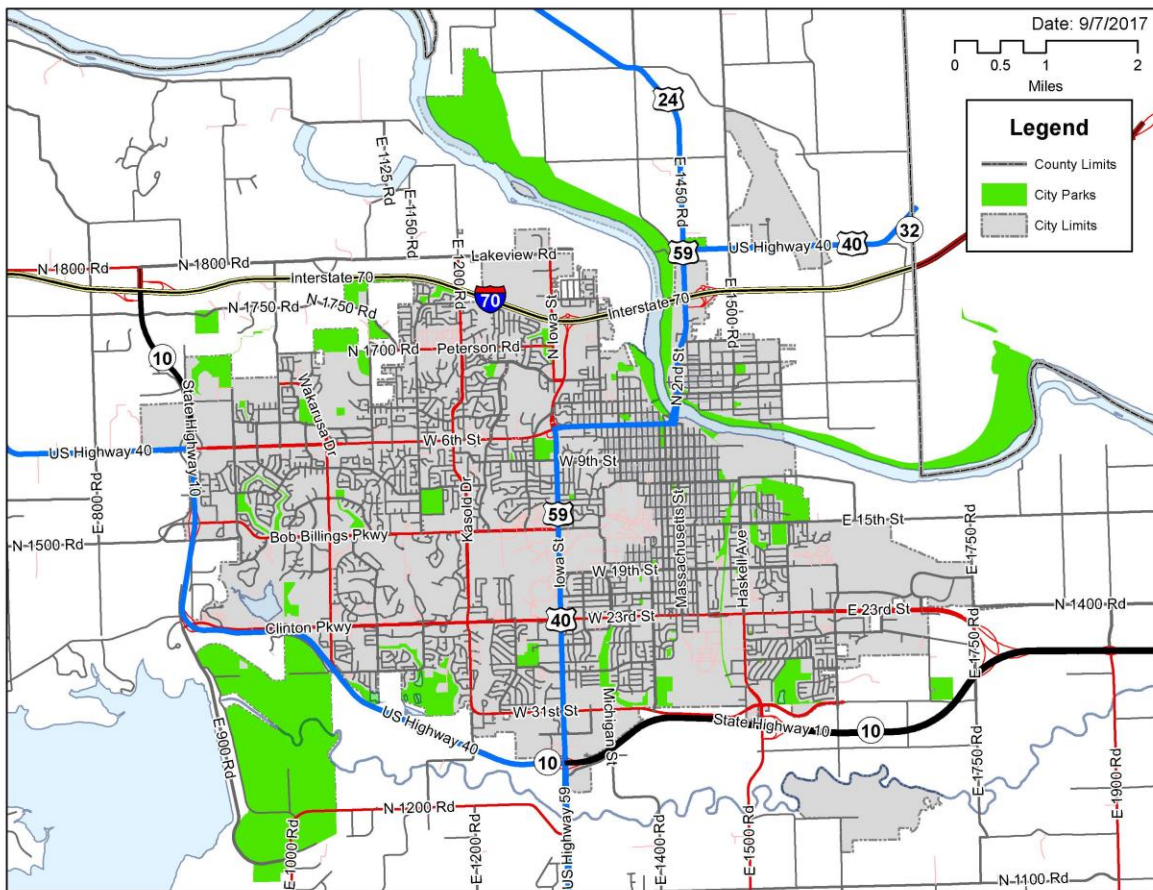 Date: 9/7/2017
0 0.5 1 2
Miles
Legend
County Limits
City Parks
City Limits
24
E 1450 Rd
E-1125 Rd
E-1150 Rd
E-1200 Rd
32
59
US Highway 40
40
N 1800 Rd
N 1800 Rd
Lakeview Rd
Interstate 70
70
Interstate 70
E-1500 Rd
N 1750 Rd
N 1750 Rd
N Iowa St
10
N 1700 Rd
Peterson Rd
N 2nd St
State Highway 10
Wakarusa Dr
US Highway 40
W 6th St
W 9th St
E-800 Rd
Kasold Dr
59
Massachusetts St
Haskell Ave
E 15th St
E-1750 Rd
N 1500 Rd
Bob Billings Pkwy
Iowa St
W 19th St
Clinton Pkwy
40
W 23rd St
E 23rd St
N 1400 Rd
E-1750 Rd
E-900 Rd
US Highway 40
W 31st St
Michigan St
State Highway 10
10
10
N 1200 Rd
E-1000 Rd
E-1200 Rd
US Highway 59
E-1400 Rd
E-1500 Rd
E-1750 Rd
E-1900 Rd
N 1100 Rd